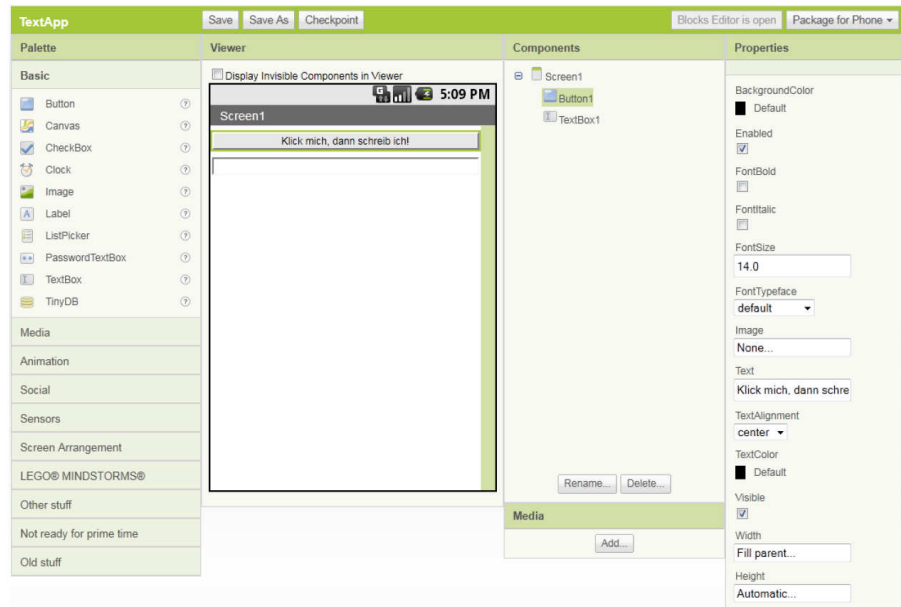 TextApp
Save
Save As
Checkpoint
Blocks Editor is open
Package for Phone
Palette
Basic
Button
Canvas
CheckBox
Clock
Image
Label
ListPicker
PasswordTextBox
TextBox
TinyDB
Media
Animation
Social
Sensors
Screen Arrangement
LEGO® MINDSTORMS®
Other stuff
Not ready for prime time
Old stuff
Viewer
Display Invisible Components in Viewer
5:09 PM
Screen1
Klick mich, dann schreib ich!
Components
Screen1
Button1
TextBox1
Rename...
Delete...
Media
Add...
Properties
BackgroundColor
Default
Enabled
FontBold
FontItalic
FontSize
14.0
FontTypeface
default
Image
None...
Text
Klick mich, dann schre
TextAlignment
center
TextColor
Default
Visible
Width
Fill parent...
Height
Automatic...